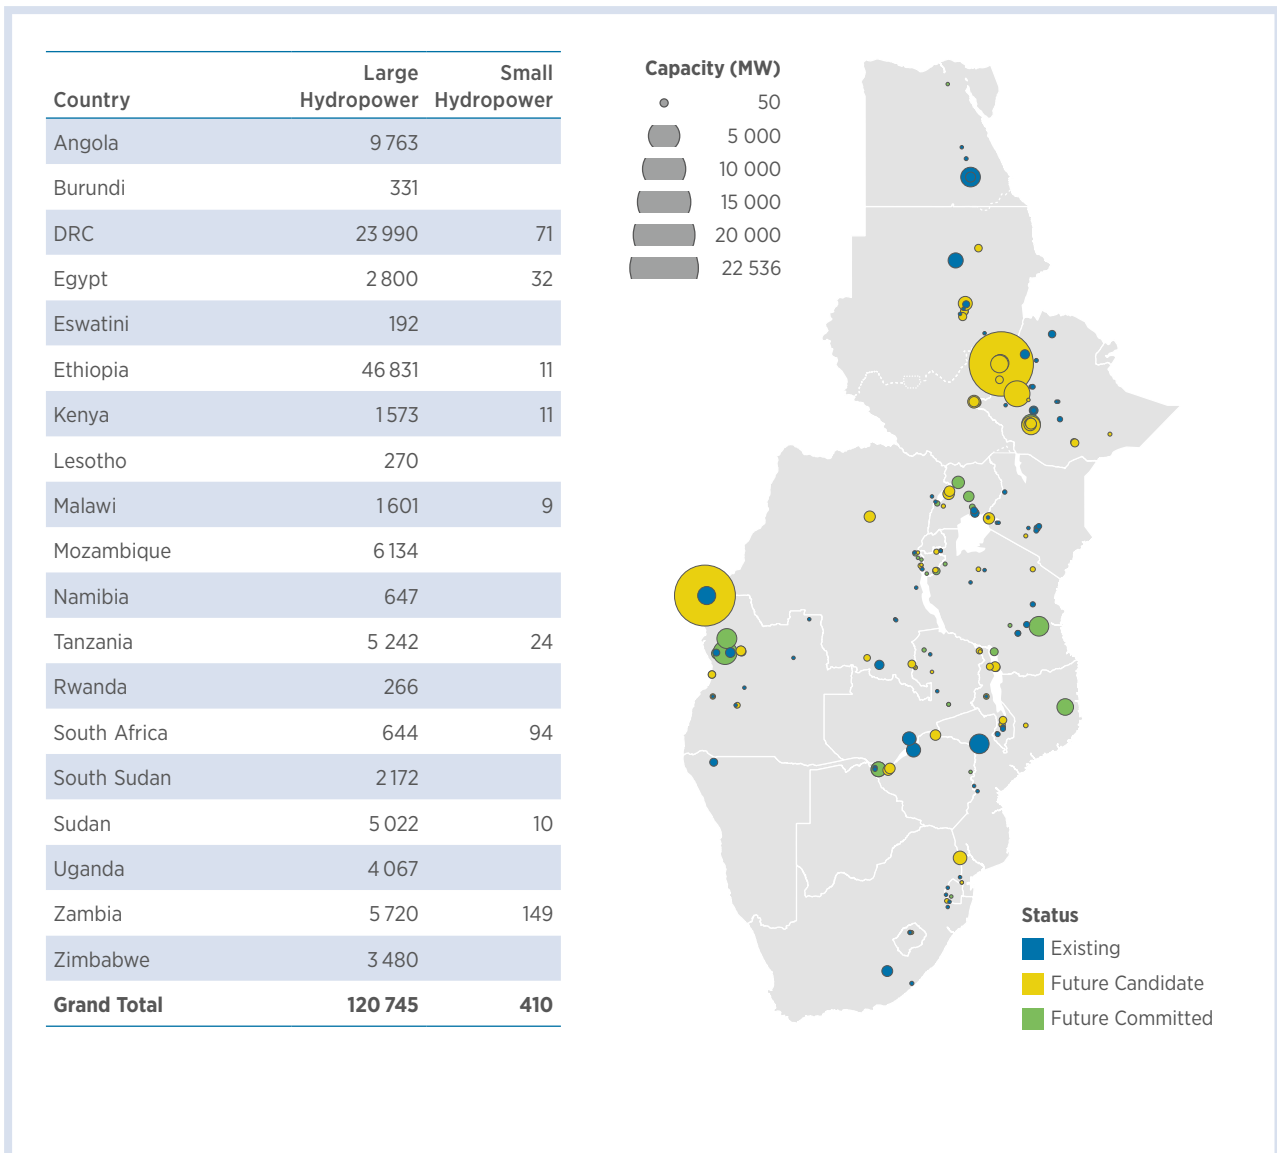 Country Large Hydropower Small Hydropower
Angola 9 763
Burundi 331
DRC 23 990 71
Egypt 2 800 32
Eswatini 192
Ethiopia 46 831 11
Kenya 1 573 11
Lesotho 270
Malawi 1 601 9
Mozambique 6 134
Namibia 647
Tanzania 5 242 24
Rwanda 266
South Africa 644 94
South Sudan 2 172
Sudan 5 022 10
Uganda 4 067
Zambia 5 720 149
Zimbabwe 3 480
Grand Total 120 745 410
Capacity (MW)
50
5 000
10 000
15 000
20 000
22 536
Status
Existing
Future Candidate
Future Committed